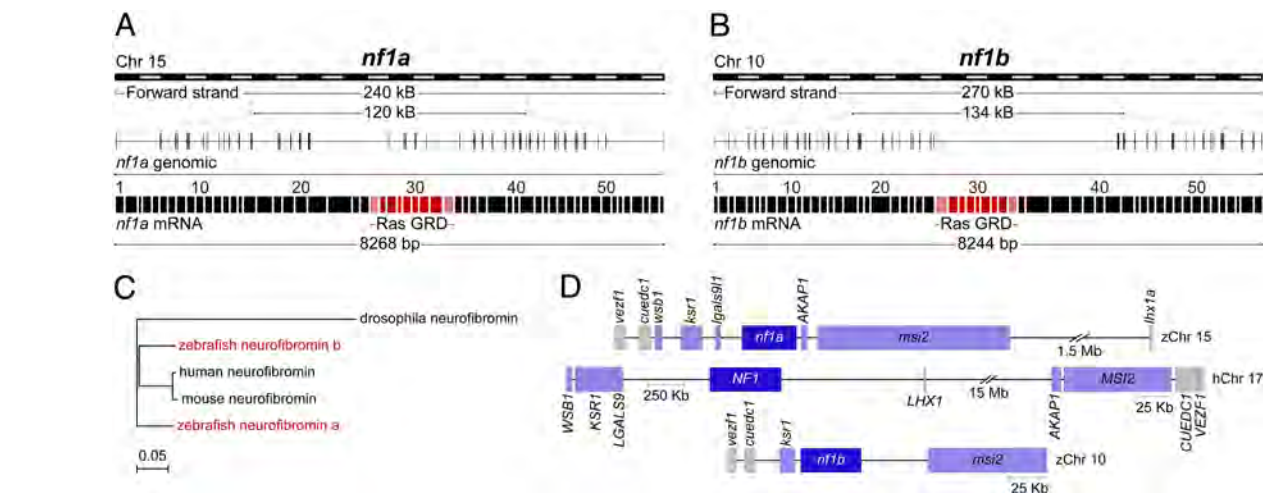 A
Chr 15
nf1a
Forward strand
240 kB
120 kB
nf1a genomic
1 10 20 30 40 50
nf1a mRNA
Ras GRD
8268 bp
B
Chr 10
nf1b
Forward strand
270 kB
134 kB
nf1b genomic
1 10 20 30 40 50
nf1b mRNA
Ras GRD
8244 bp
C
drosophila neurofibromin
zebrafish neurofibromin b
human neurofibromin
mouse neurofibromin
zebrafish neurofibromin a
0.05
D
vezf1 cuedc1 wsb1 ksr1 lgals9l1 AKAP1 lhx1a
nf1a msi2 1.5 Mb zChr 15
NF1 MSI2 hChr 17
250 Kb 15 Mb 25 Kb
WSB1 KSR1 LGALS9 LHX1 AKAP1 CUEDC1 VEZF1
vezf1 cuedc1 ksr1
nf1b msi2 zChr 10
25 Kb